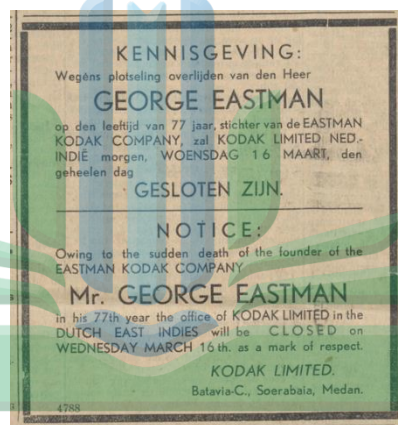 KENNISGEVING:
Wegens plotseling overlijden van den Heer
GEORGE EASTMAN
op den leeftijd van 77 jaar, stichter van de EASTMAN
KODAK COMPANY, zal KODAK LIMITED NED.-
INDIË morgen, WOENSDAG 16 MAART, den
geheelen dag
GESLOTEN ZIJN.
NOTICE:
Owing to the sudden death of the founder of the
EASTMAN KODAK COMPANY
Mr. GEORGE EASTMAN
in his 77th year the office of KODAK LIMITED in the
DUTCH EAST INDIES will be CLOSED on
WEDNESDAY MARCH 16th. as a mark of respect.
KODAK LIMITED.
Batavia-C., Soerabaia, Medan.
4788